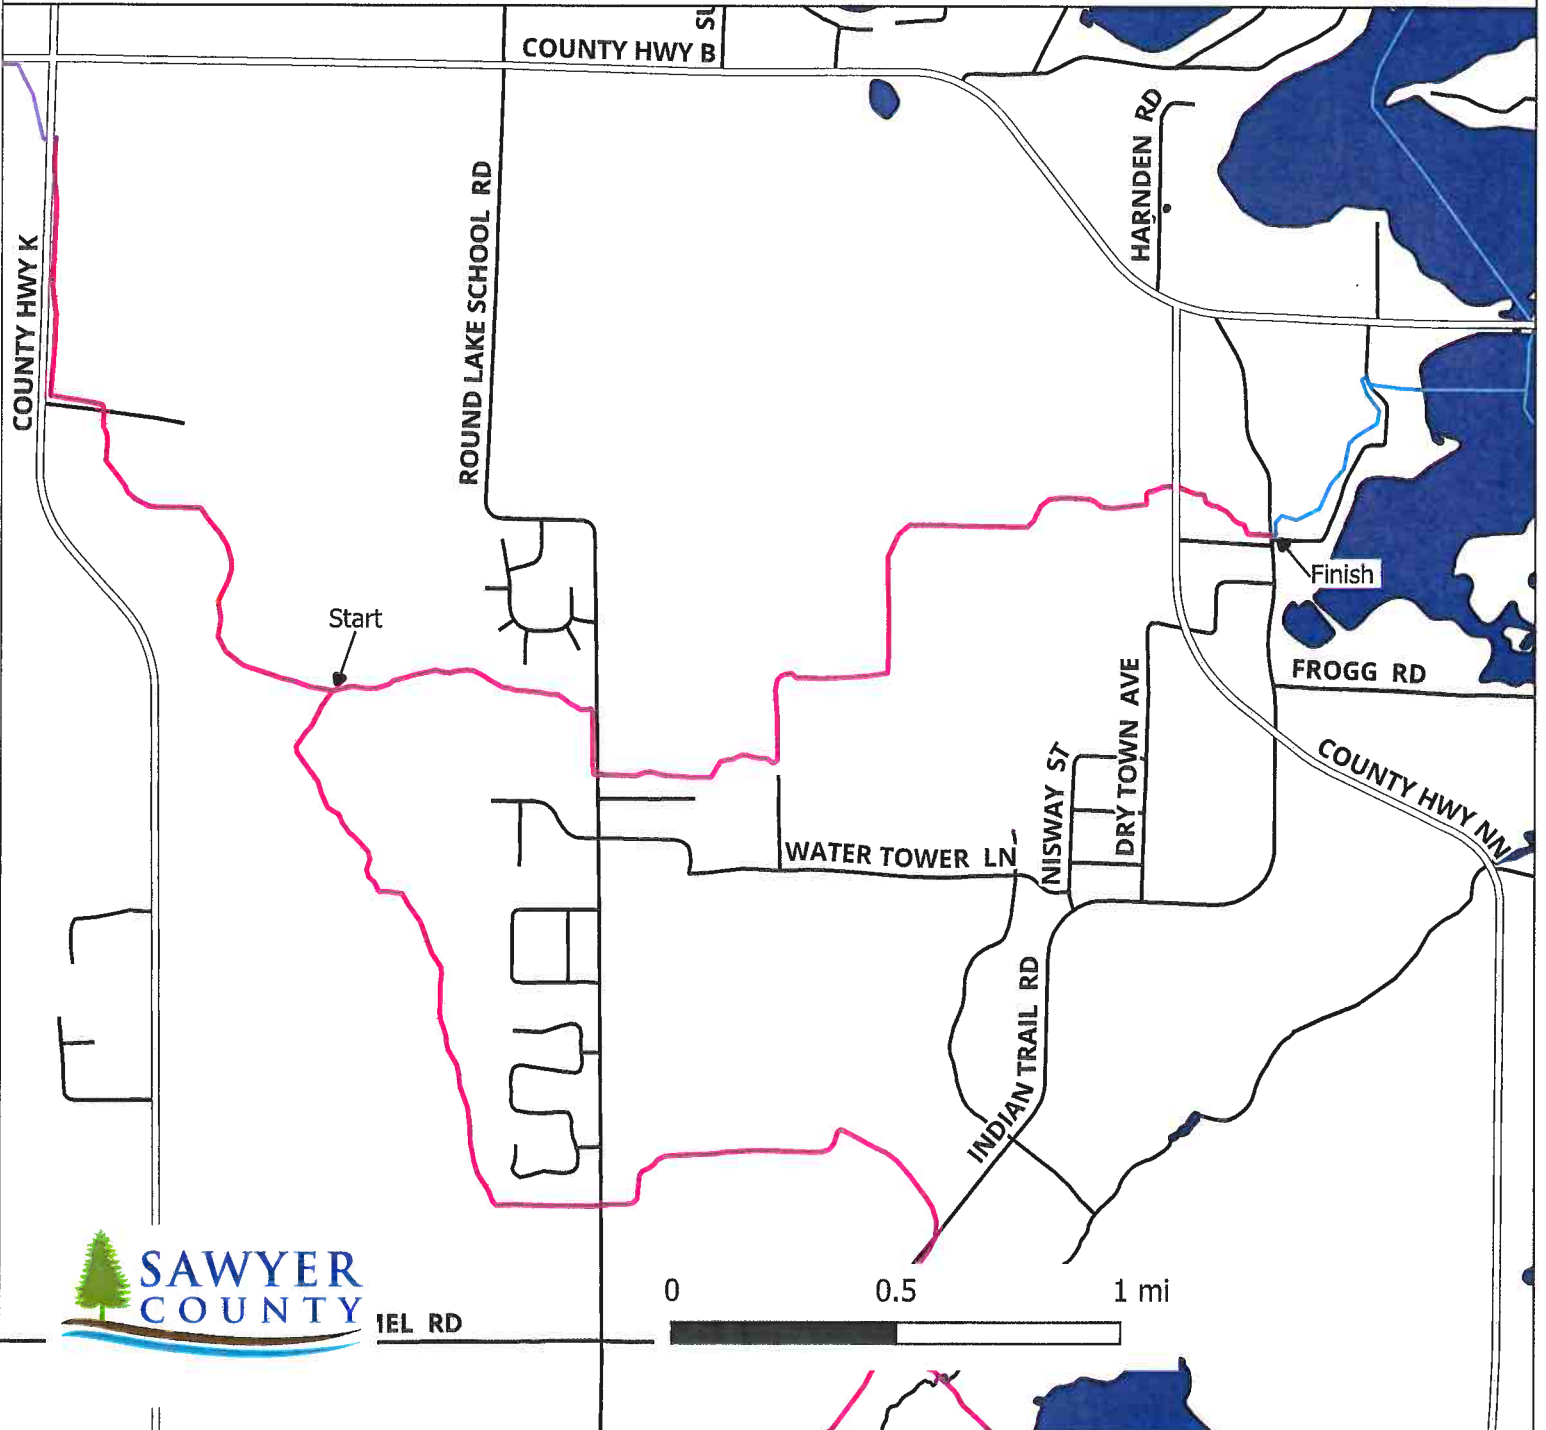 COUNTY HWY B
HARNDEN RD
ROUND LAKE SCHOOL RD
COUNTY HWY K
Start
Finish
FROGG RD
COUNTY HWY NN
DRY TOWN AVE
NISWAY ST
WATER TOWER LN
INDIAN TRAIL RD
SAWYER
COUNTY
0 0.5 1 mi
IEL RD